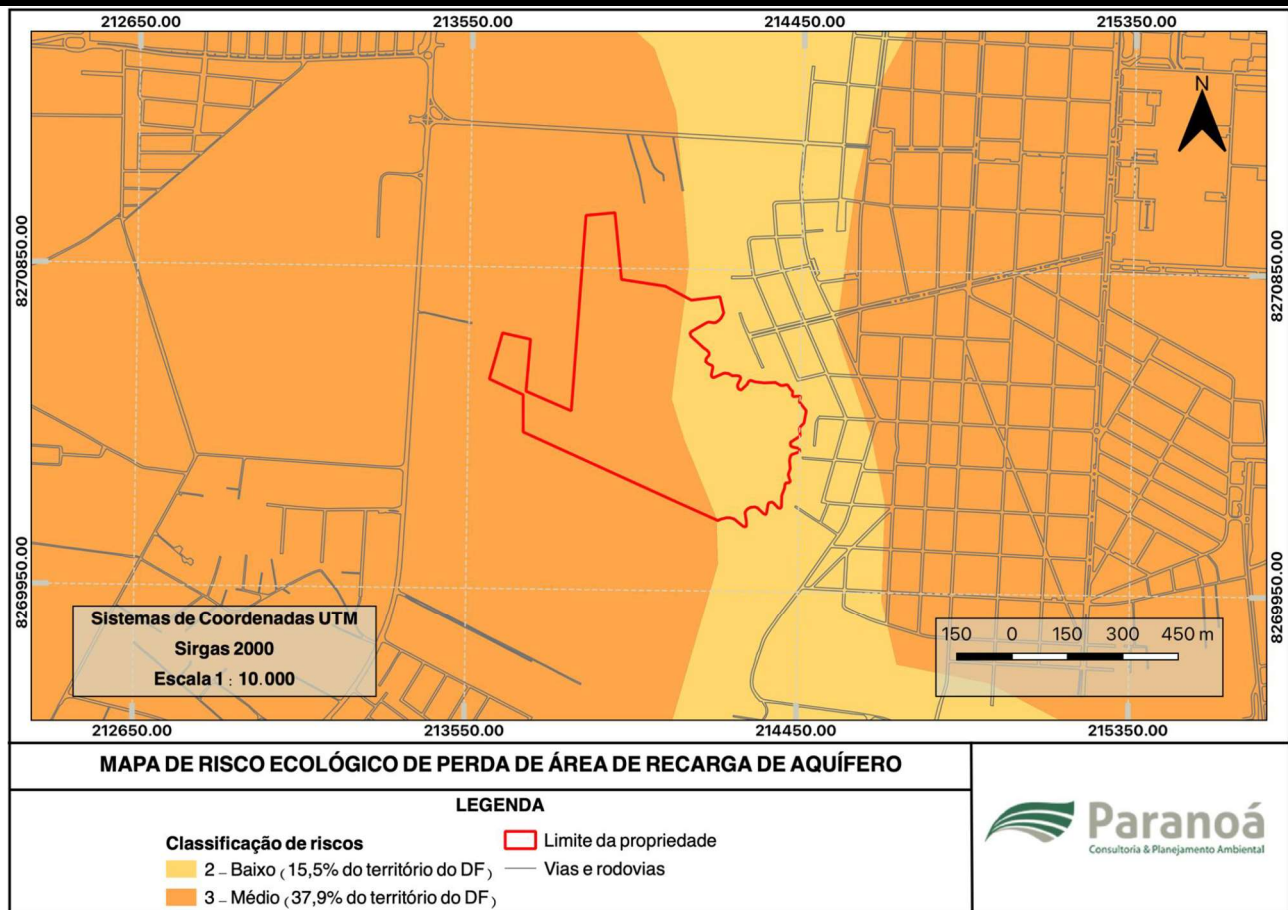 212650.00 213550.00 214450.00 215350.00
N
8270850.00
8270850.00
8269950.00
8269950.00
Sistemas de Coordenadas UTM
Sirgas 2000
Escala 1 : 10.000
150 0 150 300 450 m
212650.00 213550.00 214450.00 215350.00
MAPA DE RISCO ECOLÓGICO DE PERDA DE ÁREA DE RECARGA DE AQUÍFERO
LEGENDA
Classificação de riscos
2 – Baixo (15,5% do território do DF)
3 – Médio (37,9% do território do DF)
Limite da propriedade
Vias e rodovias
Paranoá
Consultoria & Planejamento Ambiental